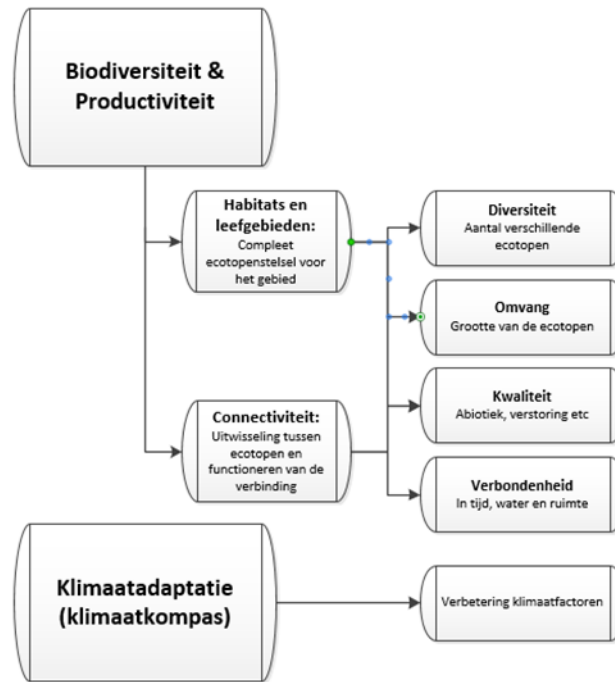 Biodiversiteit &
Productiviteit
Habitats en
leefgebieden:
Compleet
ecotopenstelsel voor
het gebied
Diversiteit
Aantal verschillende
ecotopen
Omvang
Grootte van de ecotopen
Kwaliteit
Abiotiek, verstoring etc
Connectiviteit:
Uitwisseling tussen
ecotopen en
functioneren van de
verbinding
Verbondenheid
In tijd, water en ruimte
Klimaatadaptatie
(klimaatkompas)
Verbetering klimaatfactoren